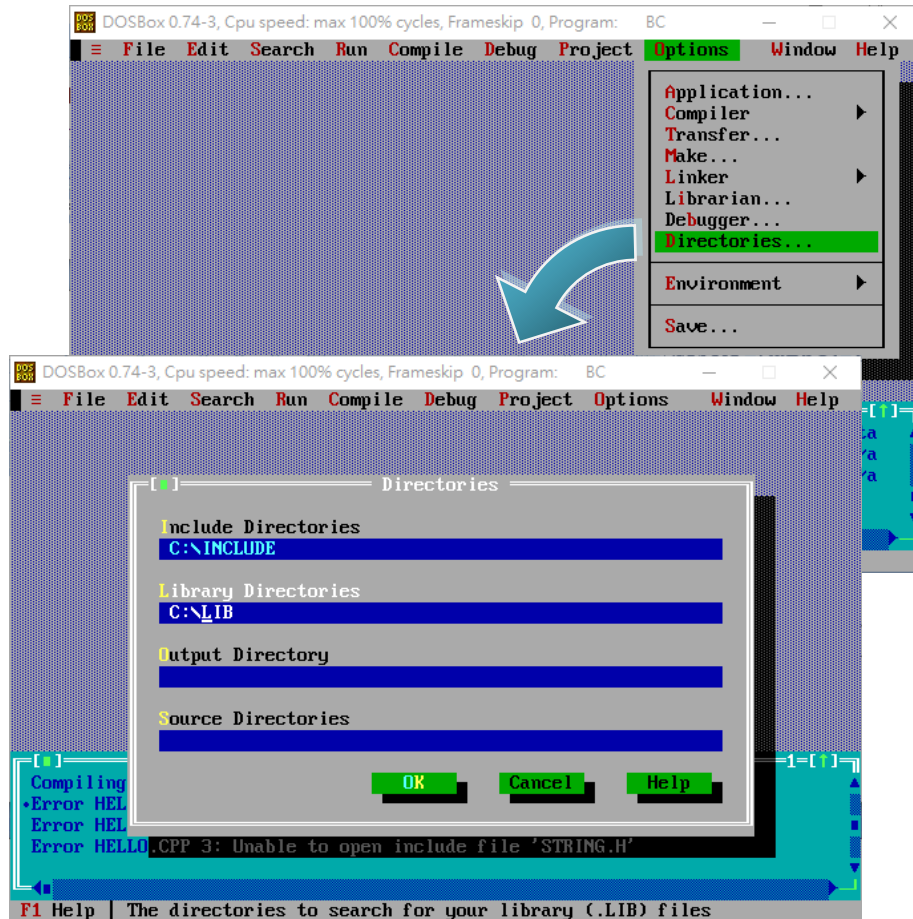 DOSBox 0.74-3, Cpu speed: max 100% cycles, Frameskip 0, Program: BC
≡ File Edit Search Run Compile Debug Project Options Window Help
Application...
Compiler
Transfer...
Make...
Linker
Librarian...
Debugger...
Directories...
Environment
Save...
DOSBox 0.74-3, Cpu speed: max 100% cycles, Frameskip 0, Program: BC
≡ File Edit Search Run Compile Debug Project Options Window Help
Directories
Include Directories
C:\INCLUDE
Library Directories
C:\LIB
Output Directory
Source Directories
OK Cancel Help
1
Compiling
Error HEL
Error HEL
Error HELLO.CPP 3: Unable to open include file 'STRING.H'
F1 Help | The directories to search for your library (.LIB) files